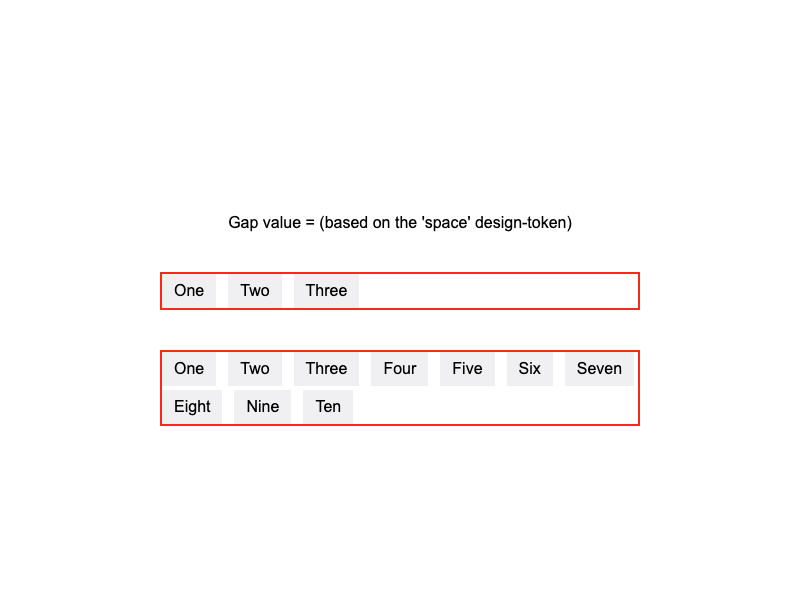 Gap value = (based on the 'space' design-token)
One Two Three
One Two Three Four Five Six Seven
Eight Nine Ten